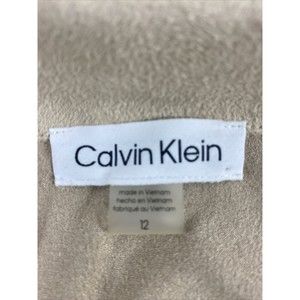 Calvin Klein
made in Vietnam
hecho en Vietnam
fabriqué au Vietnam
12